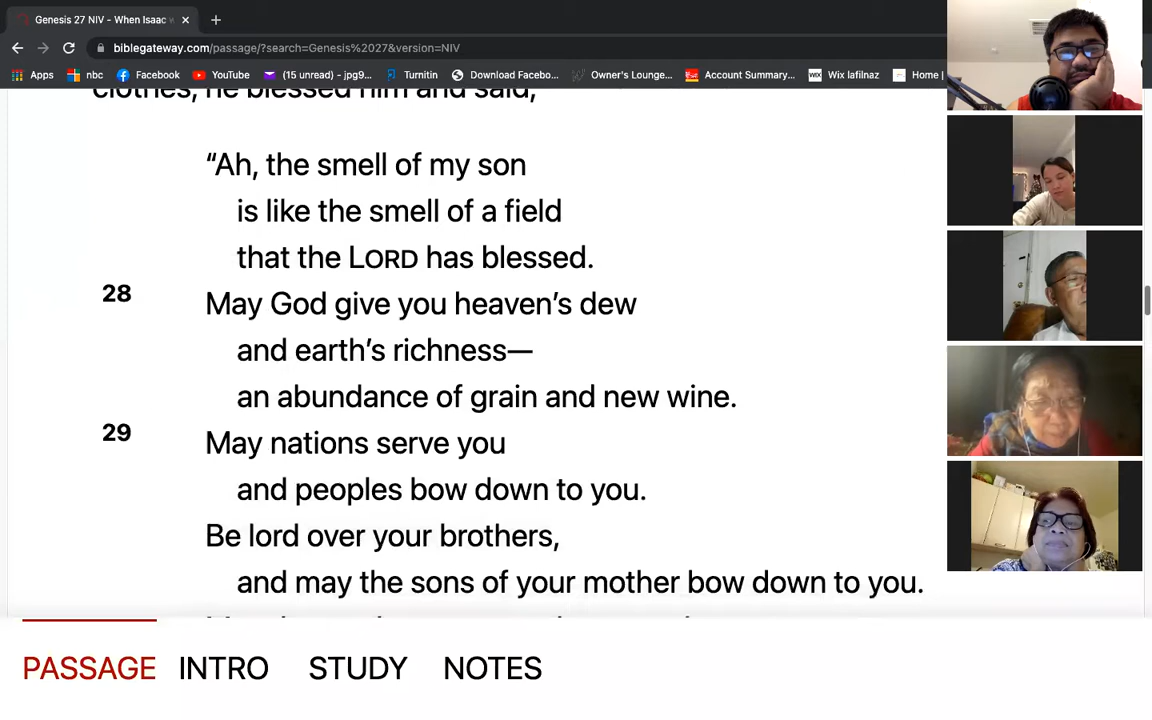 Genesis 27 NIV - When Isaac
biblegateway.com/passage/?search=Genesis%2027&version=NIV
Apps nbc Facebook YouTube (15 unread) - jpg9... Turnitin Download Facebo... Owner's Lounge... Account Summary... Wix lafilnaz Home |
clothes, he blessed him and said,
“Ah, the smell of my son
is like the smell of a field
that the LORD has blessed.
28 May God give you heaven’s dew
and earth’s richness—
an abundance of grain and new wine.
29 May nations serve you
and peoples bow down to you.
Be lord over your brothers,
and may the sons of your mother bow down to you.
PASSAGE INTRO STUDY NOTES